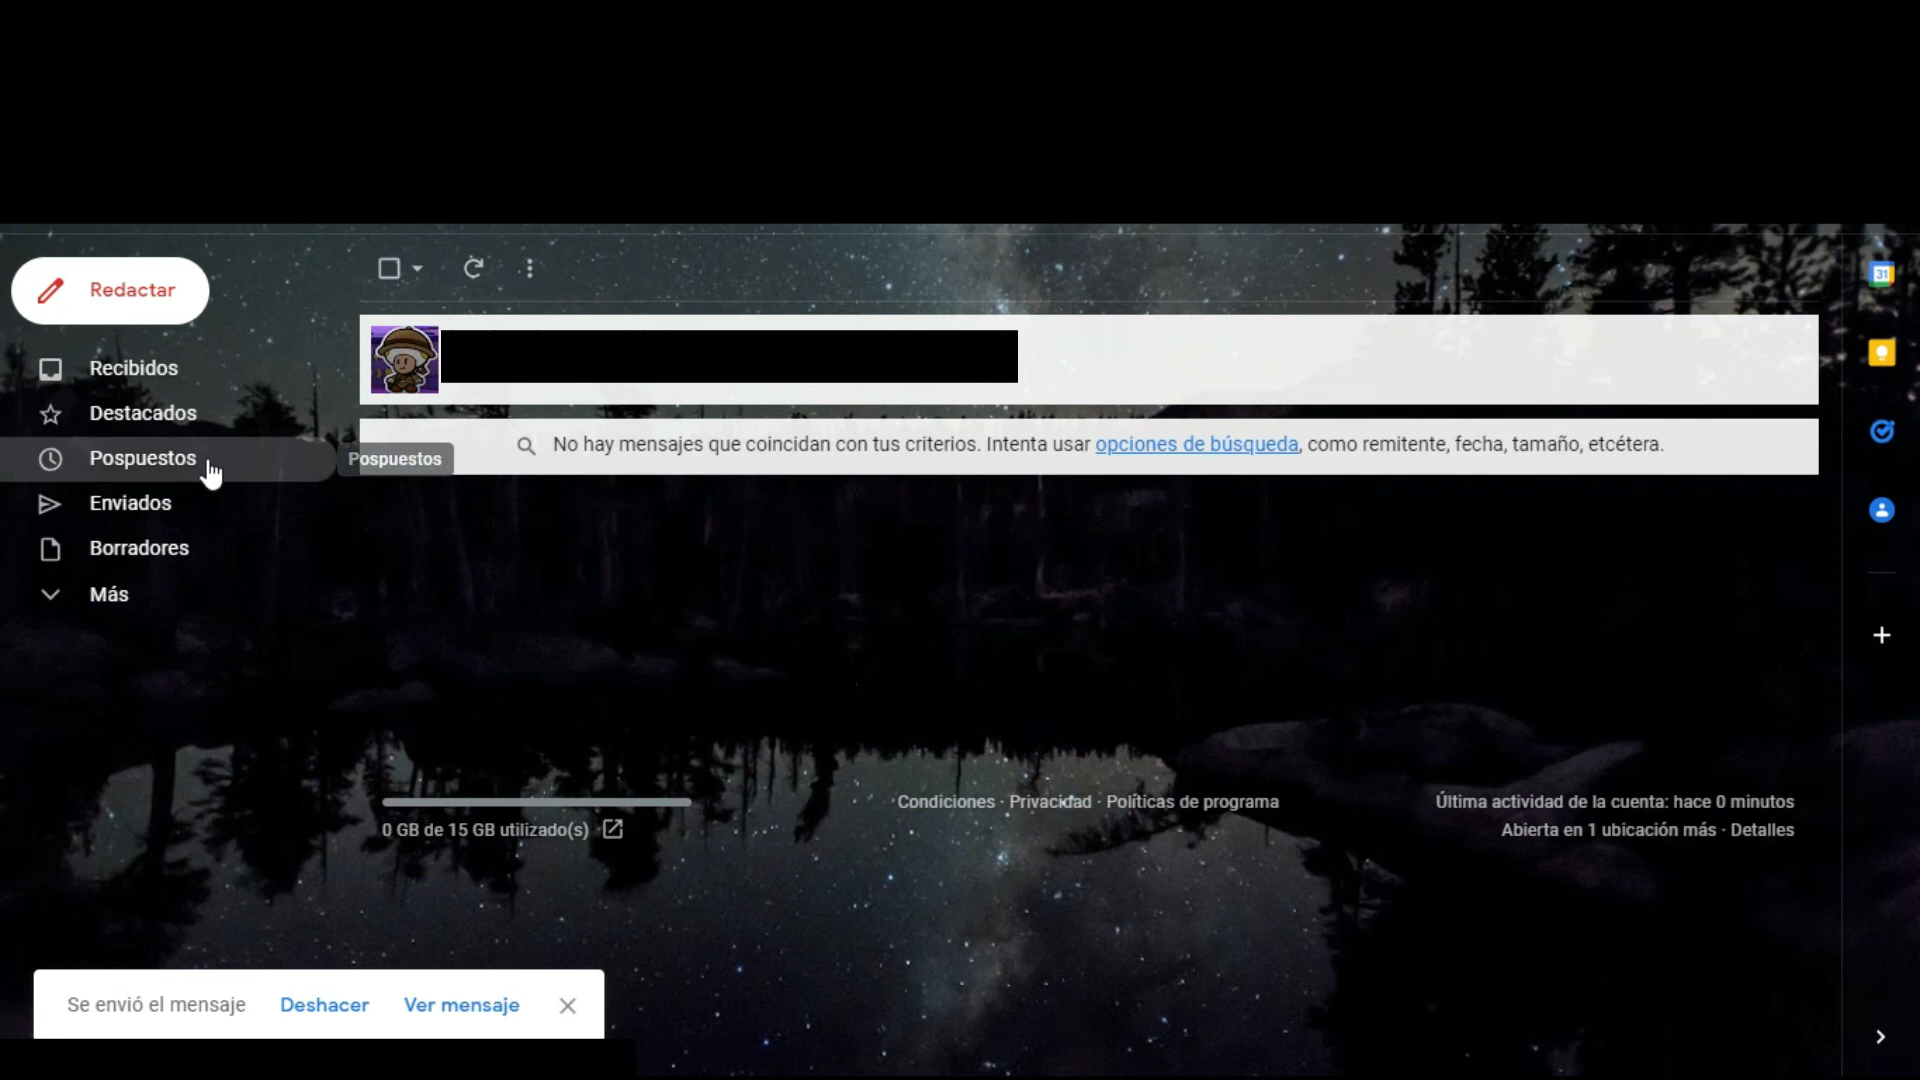 Redactar
Recibidos
Destacados
Pospuestos
Pospuestos
Enviados
Borradores
Más
No hay mensajes que coincidan con tus criterios. Intenta usar opciones de búsqueda, como remitente, fecha, tamaño, etcétera.
31
0 GB de 15 GB utilizado(s)
Condiciones · Privacidad · Políticas de programa
Última actividad de la cuenta: hace 0 minutos
Abierta en 1 ubicación más · Detalles
Se envió el mensaje Deshacer Ver mensaje